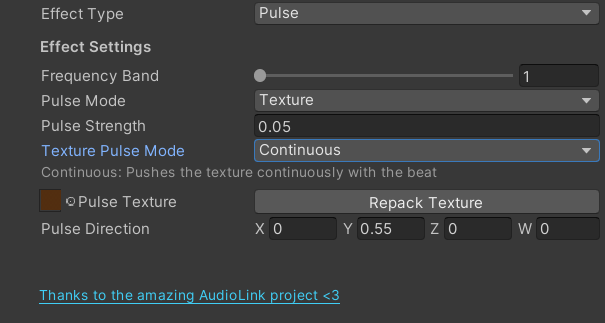 Effect Type Pulse
Effect Settings
Frequency Band 1
Pulse Mode Texture
Pulse Strength 0.05
Texture Pulse Mode Continuous
Continuous: Pushes the texture continuously with the beat
Pulse Texture Repack Texture
Pulse Direction X 0 Y 0.55 Z 0 W 0
Thanks to the amazing AudioLink project <3